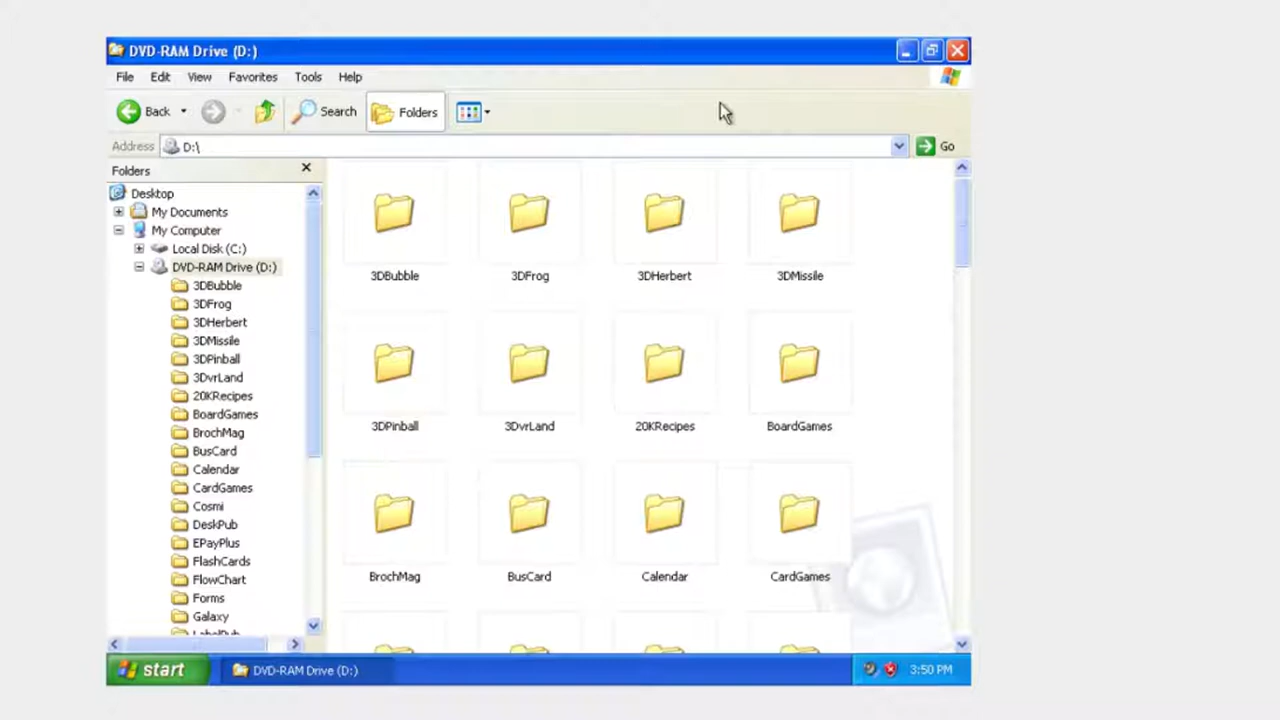 DVD-RAM Drive (D:)
File Edit View Favorites Tools Help
Back Search Folders
Address D:\ Go
Folders
Desktop
My Documents
My Computer
Local Disk (C:)
DVD-RAM Drive (D:)
3DBubble
3DFrog
3DHerbert
3DMissile
3DPinball
3DvrLand
20KRecipes
BoardGames
BrochMag
BusCard
Calendar
CardGames
Cosmi
DeskPub
EPayPlus
FlashCards
FlowChart
Forms
Galaxy
LabelPub
3DBubble 3DFrog 3DHerbert 3DMissile
3DPinball 3DvrLand 20KRecipes BoardGames
BrochMag BusCard Calendar CardGames
start DVD-RAM Drive (D:) 3:50 PM